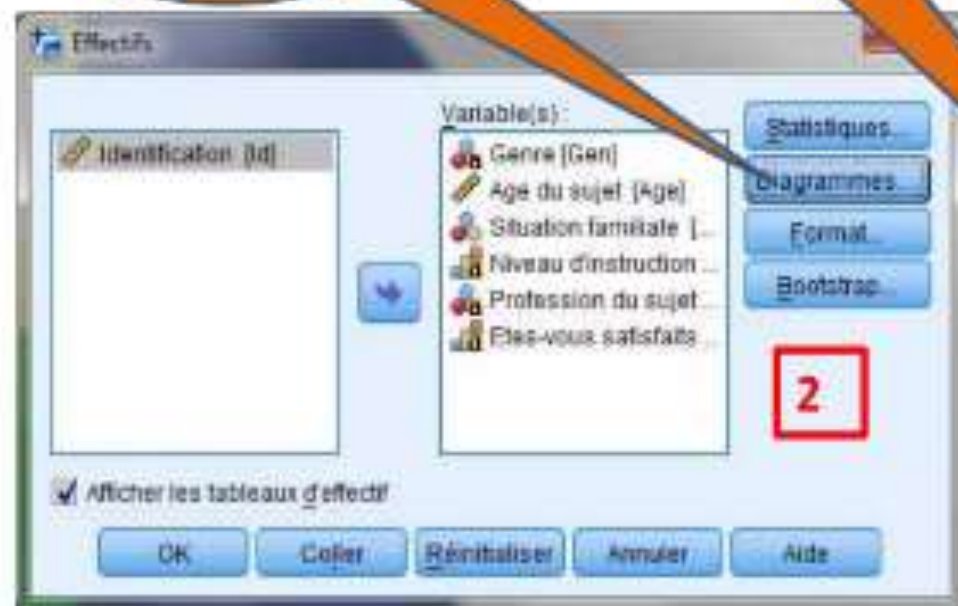 Effectifs
Identification [Id]
Variable(s) :
Genre [Gen]
Age du sujet [Age]
Situation familiale [...
Niveau d'instruction ...
Profession du sujet ...
Etes-vous satisfaits ...
Statistiques...
Diagrammes...
Format...
Bootstrap...
2
Afficher les tableaux d'effectif
OK Coller Réinitialiser Annuler Aide